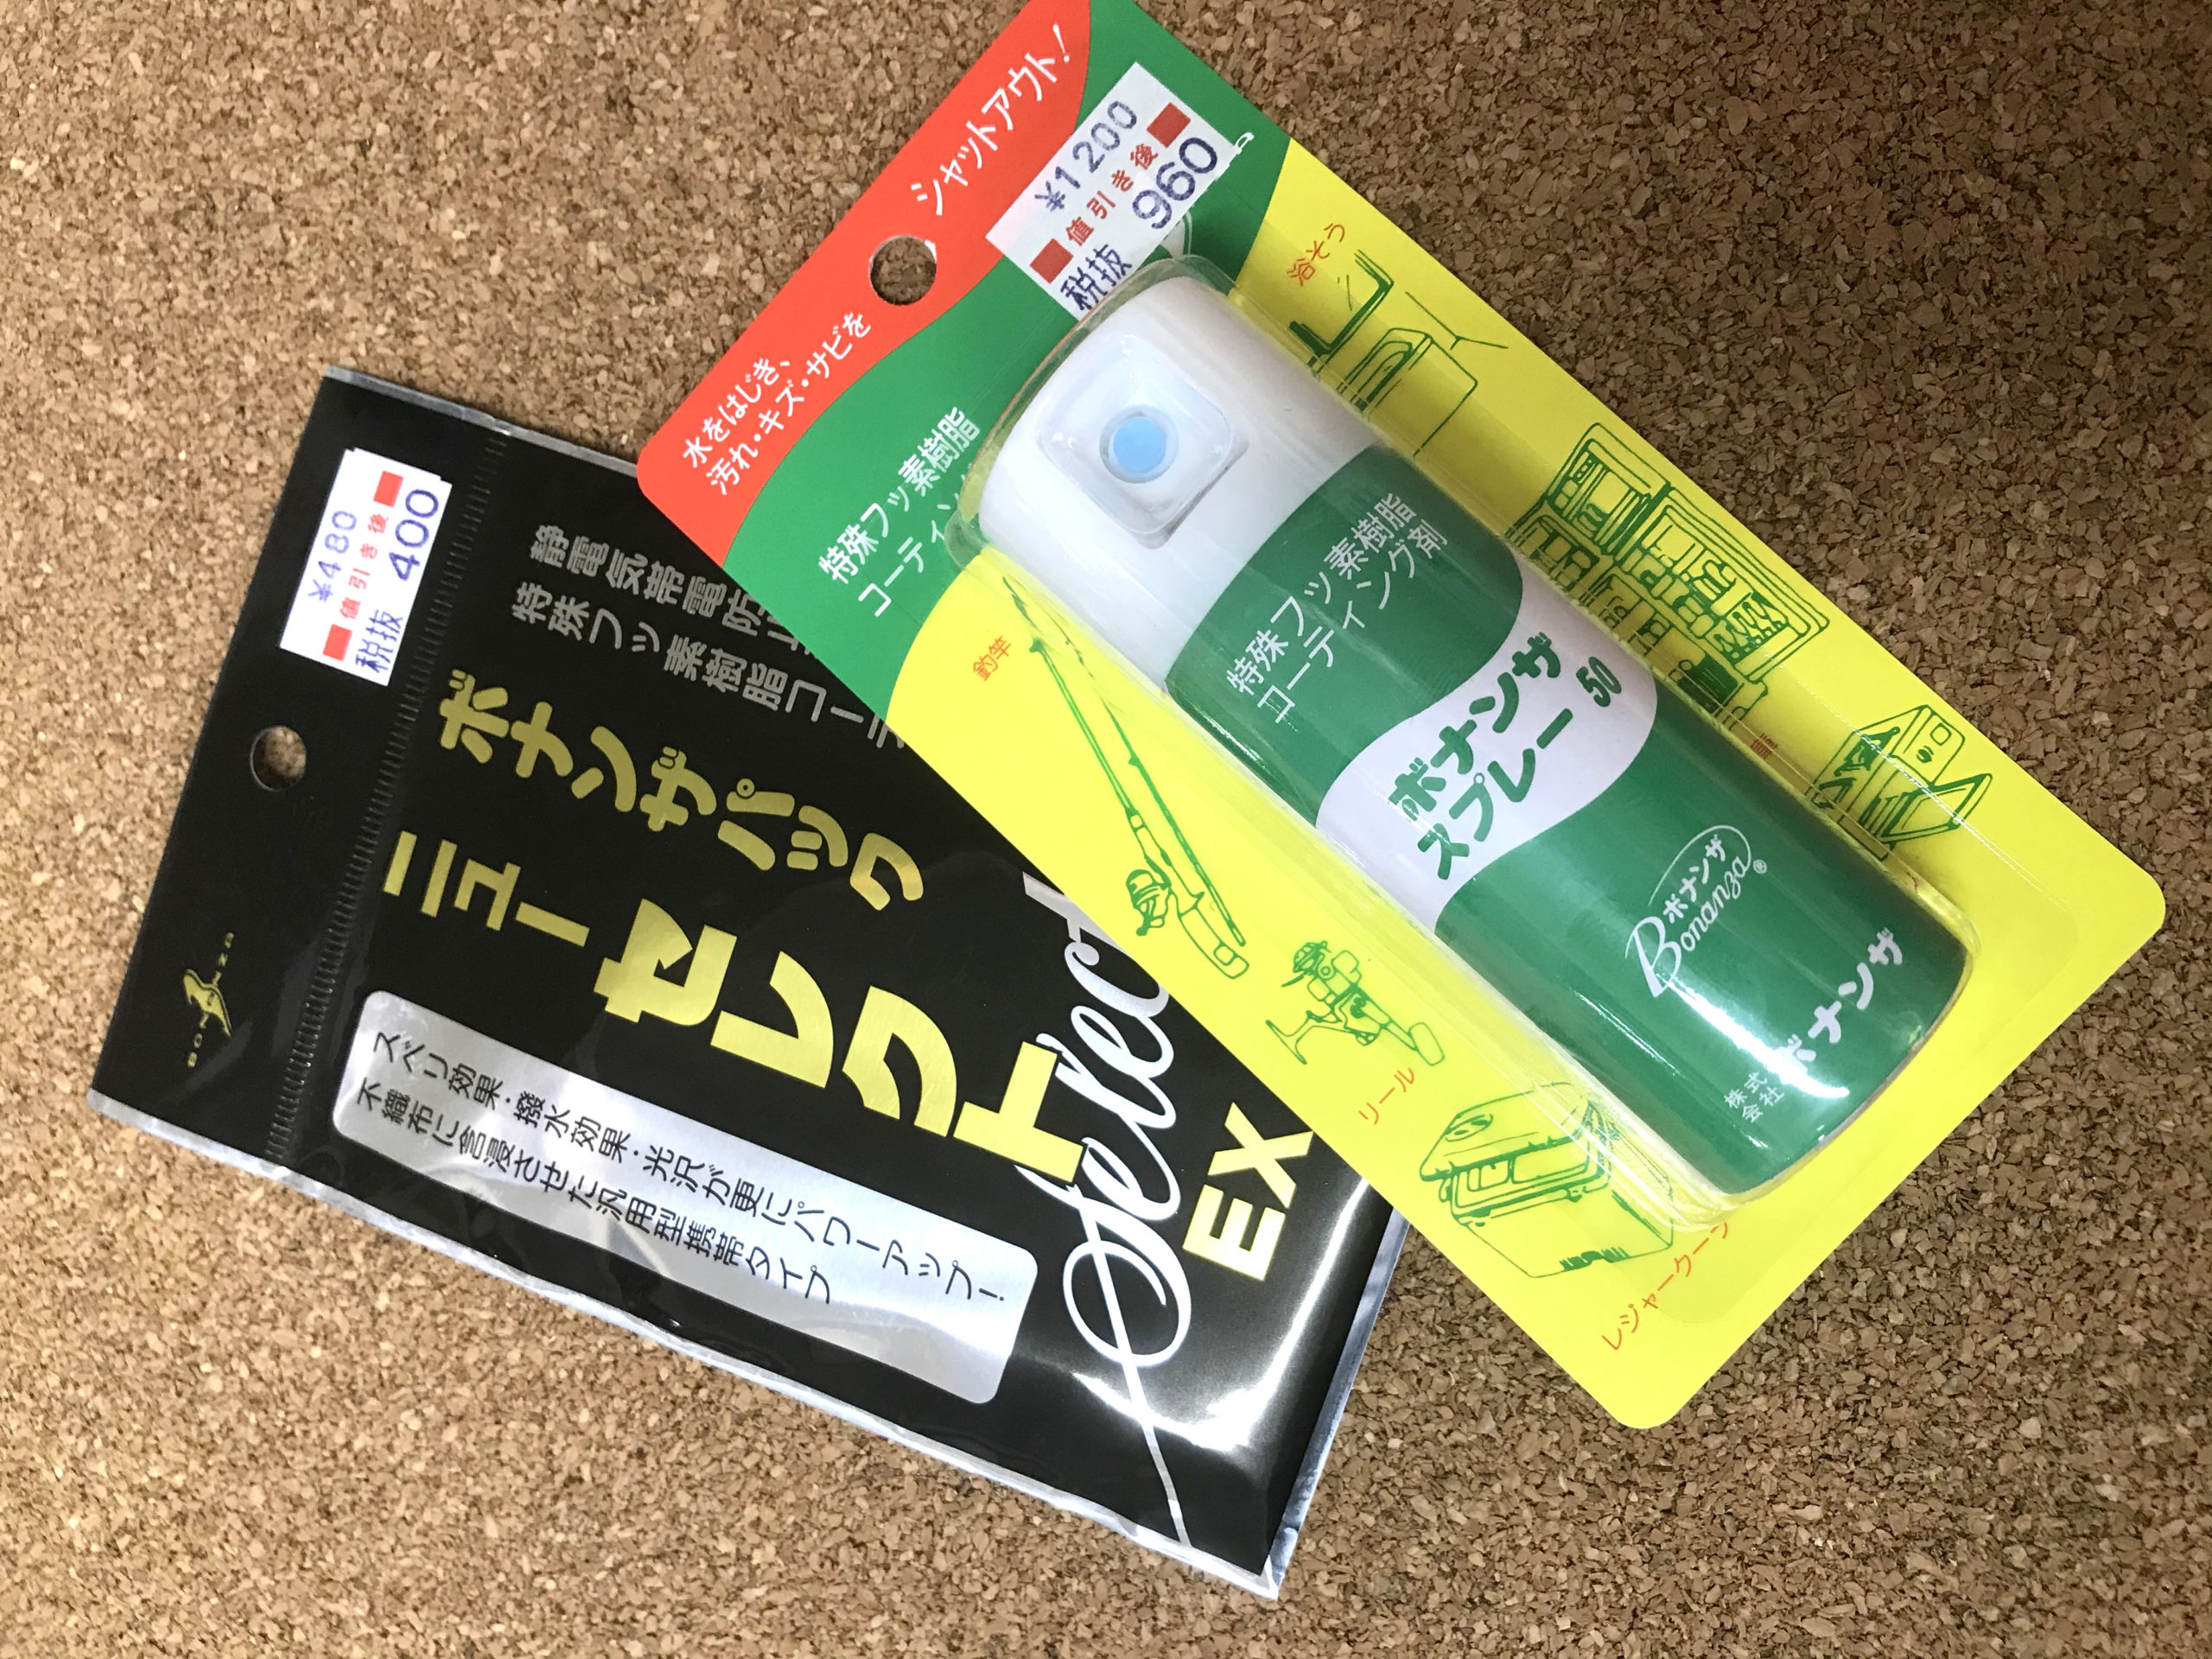 水をはじき、
汚れ・キズ・サビを
シャットアウト!
¥1200
値引き後
税抜 960
特殊フッ素樹脂
浴そう
釣竿
リール
特殊フッ素樹脂
コーティング剤
ボナンザ
スプレー 50
ボナンザ
Bonanza®
株式会社 ボナンザ
¥480
値引き後
税抜 400
静電気帯電防止
特殊フッ素樹脂コー
ボナンザパック
ニューセレクト
Select
EX
スベリ効果・撥水効果・光沢が更にパワーアップ!
不織布に含浸させた汎用型携帯タイプ
BONANZA